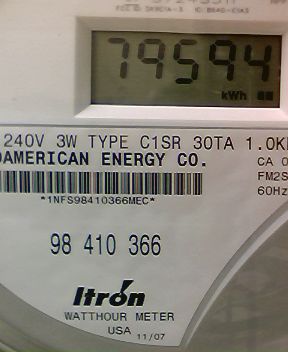 79594
kWh
240V 3W TYPE C1SR 30TA 1.0K
AMERICAN ENERGY CO.
CA 0
FM2S
60Hz
*1NFS98410366MEC*
98 410 366
Itron
WATTHOUR METER
USA 11/07